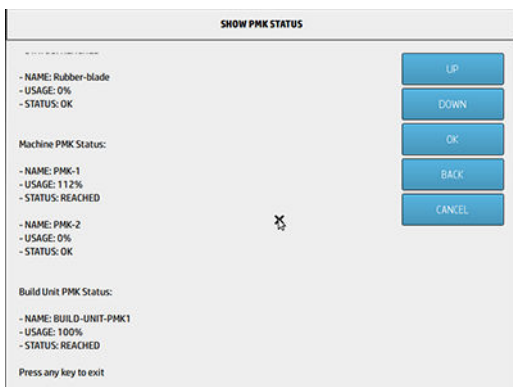 SHOW PMK STATUS
- NAME: Rubber-blade
- USAGE: 0%
- STATUS: OK
Machine PMK Status:
- NAME: PMK-1
- USAGE: 112%
- STATUS: REACHED
- NAME: PMK-2
- USAGE: 0%
- STATUS: OK
Build Unit PMK Status:
- NAME: BUILD-UNIT-PMK1
- USAGE: 100%
- STATUS: REACHED
Press any key to exit
UP
DOWN
OK
BACK
CANCEL